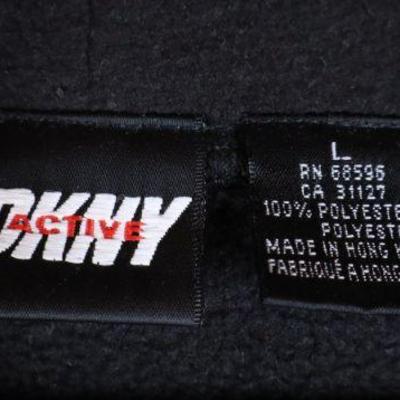 DKNY
ACTIVE
L
RN 68596
CA 31127
100% POLYESTE
POLYESTE
MADE IN HONG K
FABRIQUÉ A HONG